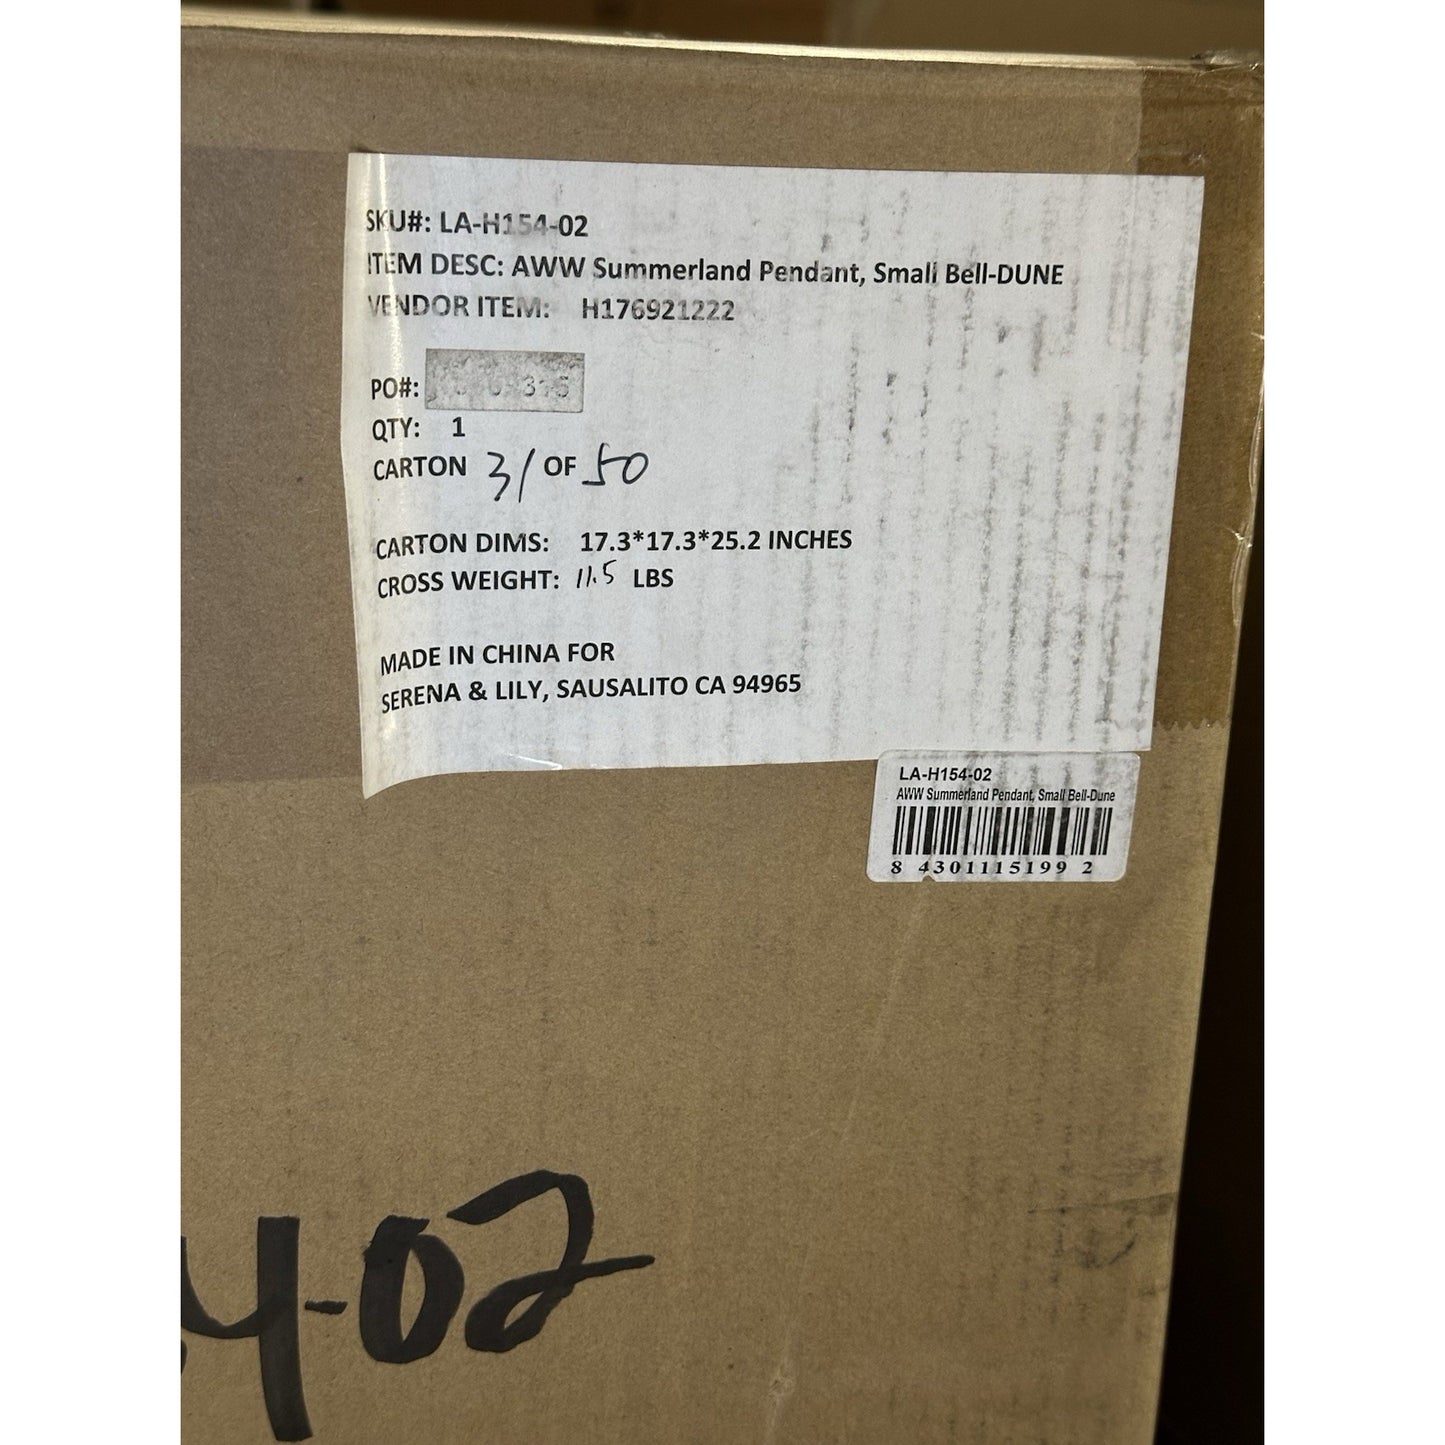 SKU#: LA-H154-02
ITEM DESC: AWW Summerland Pendant, Small Bell-DUNE
VENDOR ITEM: H176921222
PO#:
QTY: 1
CARTON 31 OF 50
CARTON DIMS: 17.3*17.3*25.2 INCHES
CROSS WEIGHT: 11.5 LBS
MADE IN CHINA FOR
SERENA & LILY, SAUSALITO CA 94965
LA-H154-02
AWW Summerland Pendant, Small Bell-Dune
8 43011 15199 2
4-02